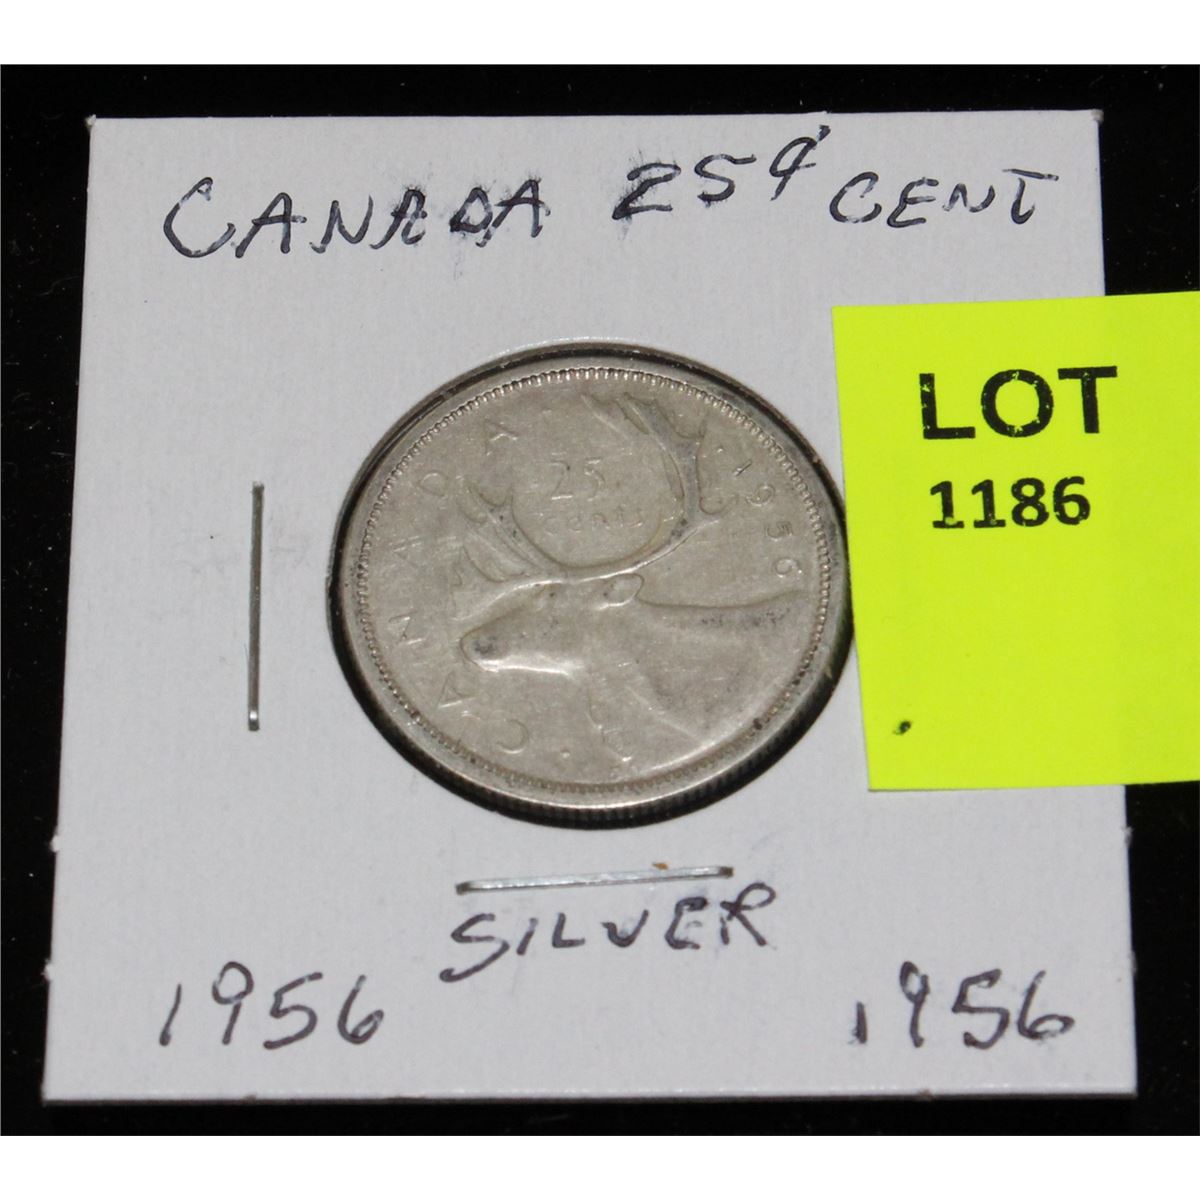 CANADA 25¢ CENT
LOT
1186
CANADA
25
cents
1956
SILVER
1956
1956